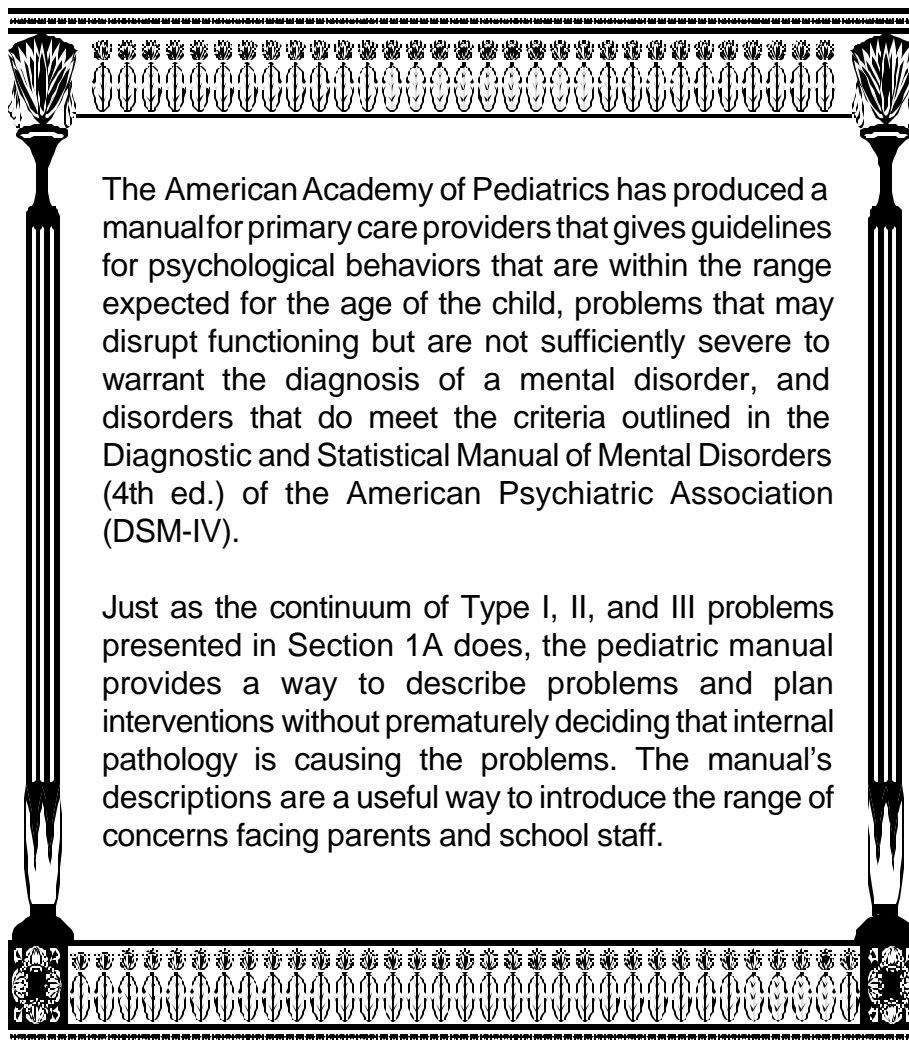 The American Academy of Pediatrics has produced a
manual for primary care providers that gives guidelines
for psychological behaviors that are within the range
expected for the age of the child, problems that may
disrupt functioning but are not sufficiently severe to
warrant the diagnosis of a mental disorder, and
disorders that do meet the criteria outlined in the
Diagnostic and Statistical Manual of Mental Disorders
(4th ed.) of the American Psychiatric Association
(DSM-IV).
Just as the continuum of Type I, II, and III problems
presented in Section 1A does, the pediatric manual
provides a way to describe problems and plan
interventions without prematurely deciding that internal
pathology is causing the problems. The manual's
descriptions are a useful way to introduce the range of
concerns facing parents and school staff.